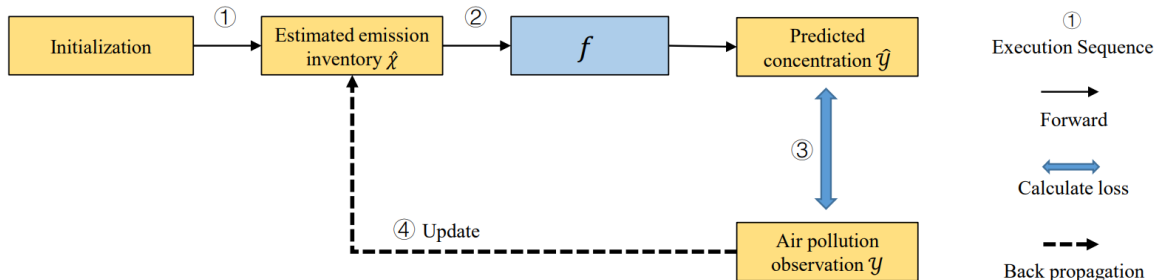 ①
②
①
Initialization
Estimated emission
inventory χ̂
f
Predicted
concentration ŷ
Execution Sequence
Forward
③
Calculate loss
④ Update
Air pollution
observation y
Back propagation